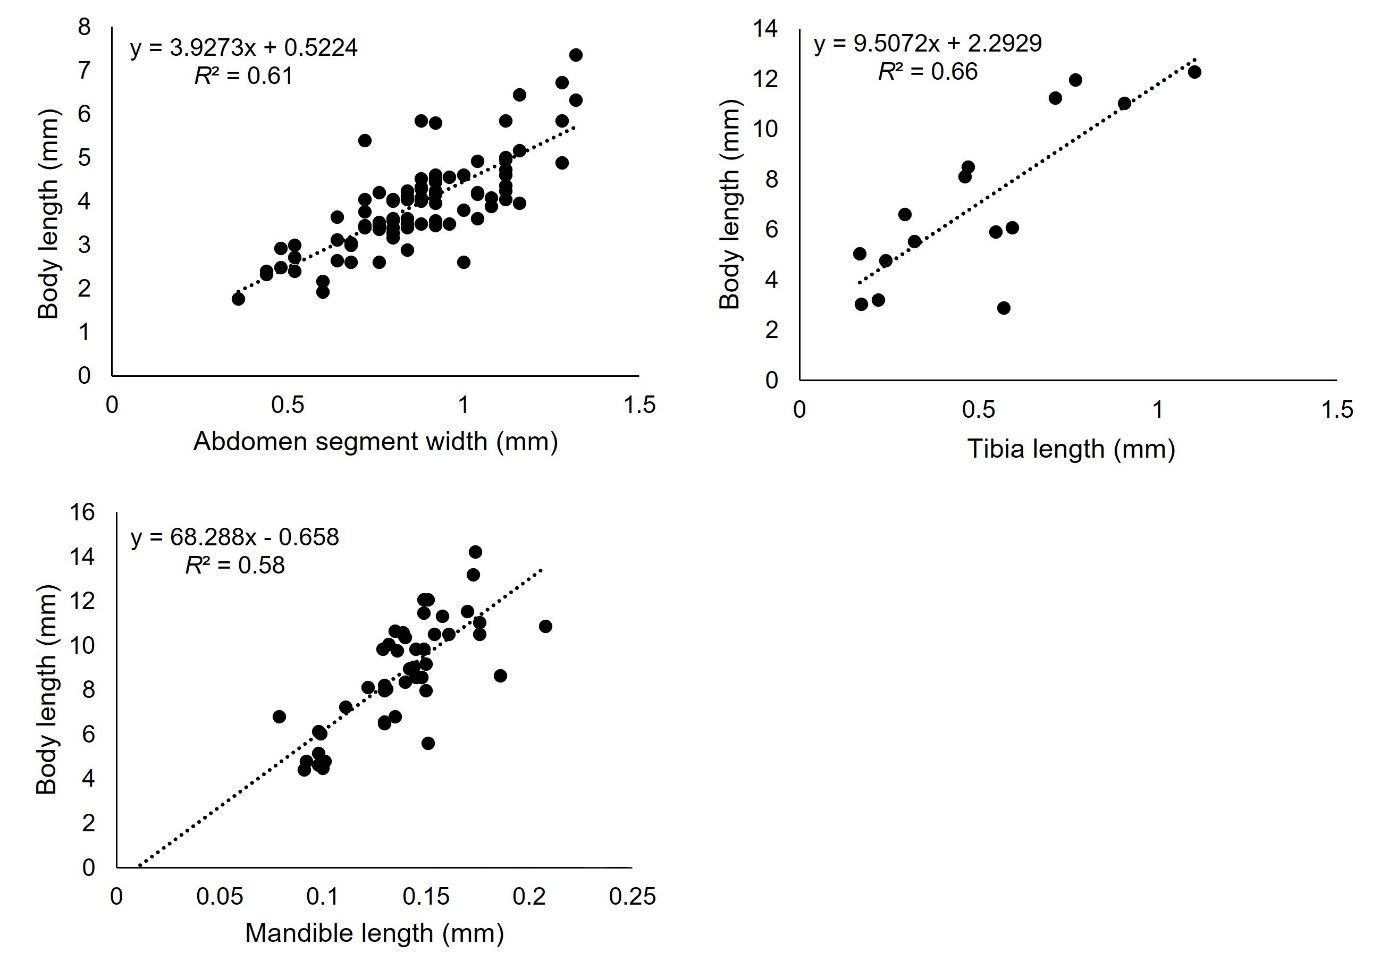 8
7
6
5
4
3
2
1
0
Body length (mm)
y = 3.9273x + 0.5224
R² = 0.61
0 0.5 1 1.5
Abdomen segment width (mm)
14
12
10
8
6
4
2
0
Body length (mm)
y = 9.5072x + 2.2929
R² = 0.66
0 0.5 1 1.5
Tibia length (mm)
16
14
12
10
8
6
4
2
0
Body length (mm)
y = 68.288x - 0.658
R² = 0.58
0 0.05 0.1 0.15 0.2 0.25
Mandible length (mm)